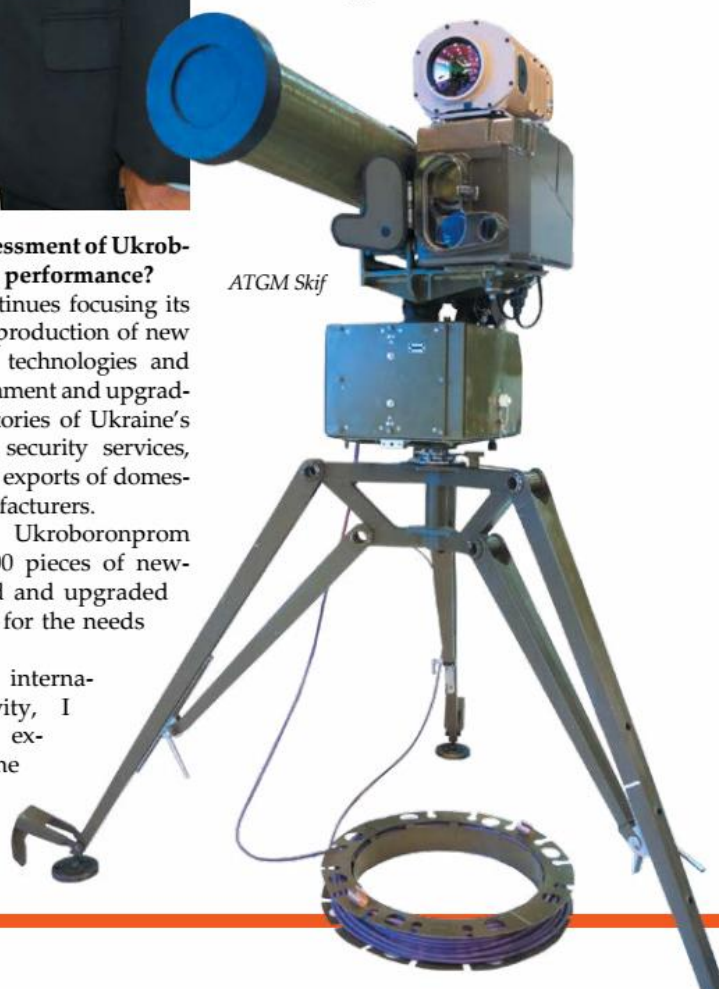 essment of Ukrob-
performance?
tinues focusing its
production of new
technologies and
ament and upgrad-
tories of Ukraine's
security services,
exports of domes-
facturers.
Ukroboronprom
00 pieces of new-
l and upgraded
for the needs
interna-
vity, I
ex-
ne
ATGM Skif